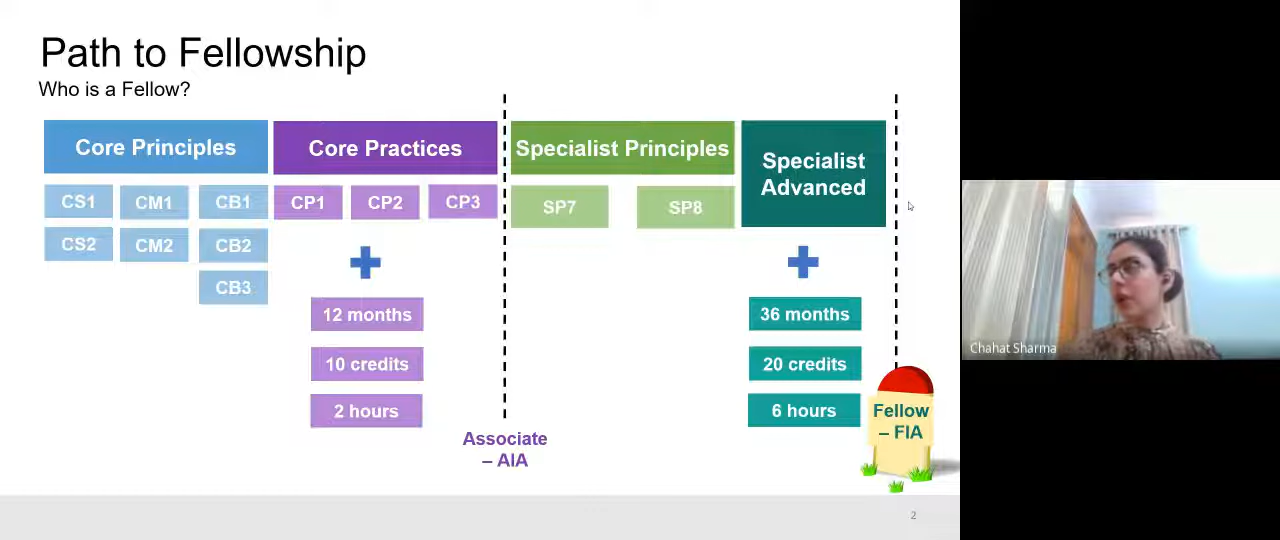 Path to Fellowship
Who is a Fellow?
Core Principles
Core Practices
Specialist Principles
Specialist
Advanced
CS1 CM1 CB1 CP1 CP2 CP3 SP7 SP8
CS2 CM2 CB2
CB3
12 months
10 credits
2 hours
36 months
20 credits
6 hours
Associate
– AIA
Fellow
– FIA
2
Chahat Sharma